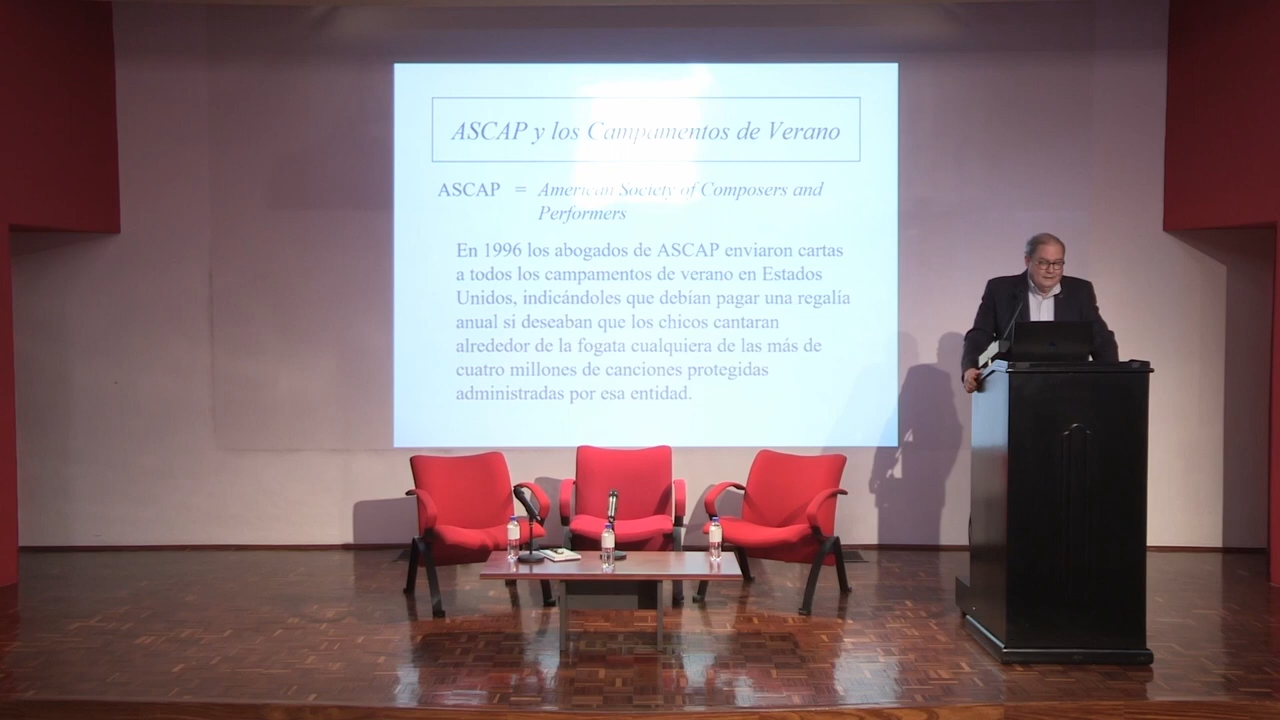 ASCAP y los Campamentos de Verano
ASCAP = American Society of Composers and
Performers
En 1996 los abogados de ASCAP enviaron cartas
a todos los campamentos de verano en Estados
Unidos, indicándoles que debían pagar una regalía
anual si deseaban que los chicos cantaran
alrededor de la fogata cualquiera de las más de
cuatro millones de canciones protegidas
administradas por esa entidad.